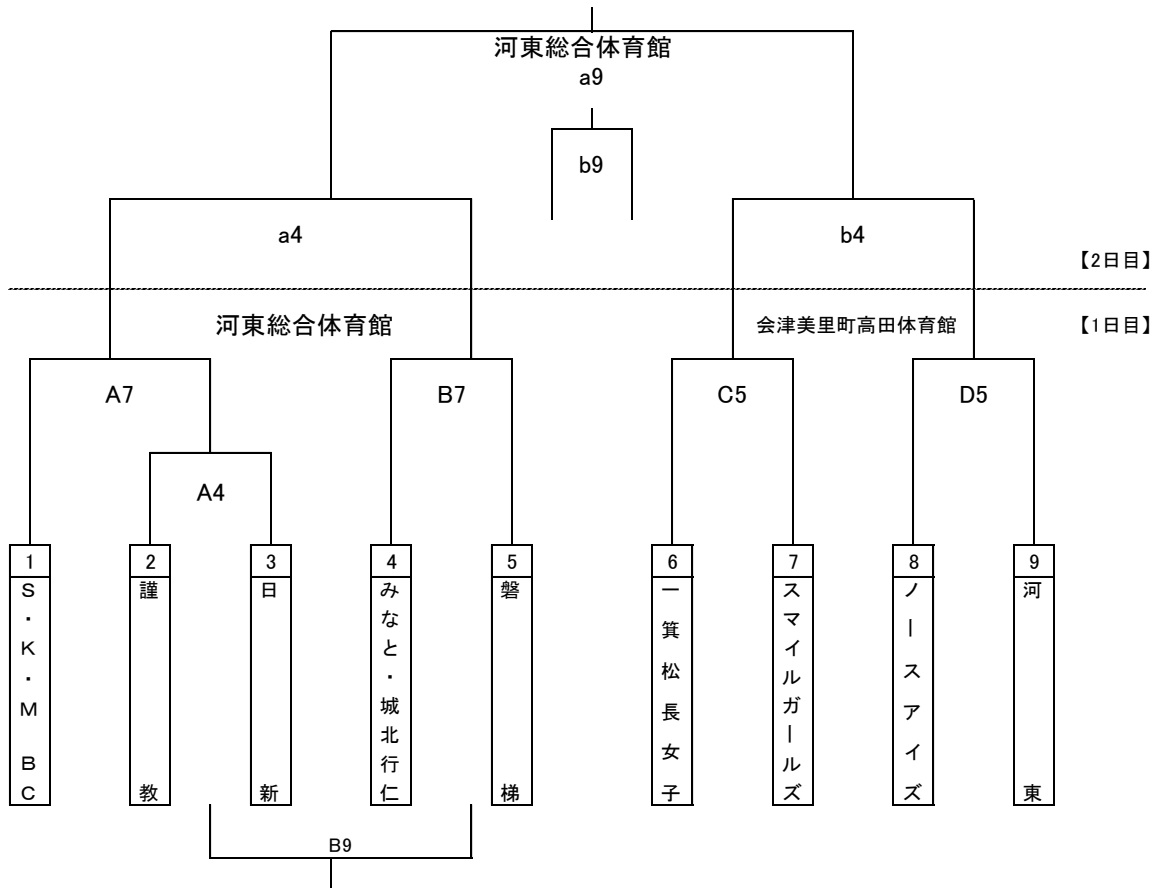 河東総合体育館
a9
b9
a4
b4
【2日目】
河東総合体育館
会津美里町高田体育館
【1日目】
A7
B7
C5
D5
A4
1
2
3
4
5
6
7
8
9
S・K・M BC
謹教
日新
みなと・城北行仁
磐梯
一箕松長女子
スマイルガールズ
ノースアイズ
河東
B9